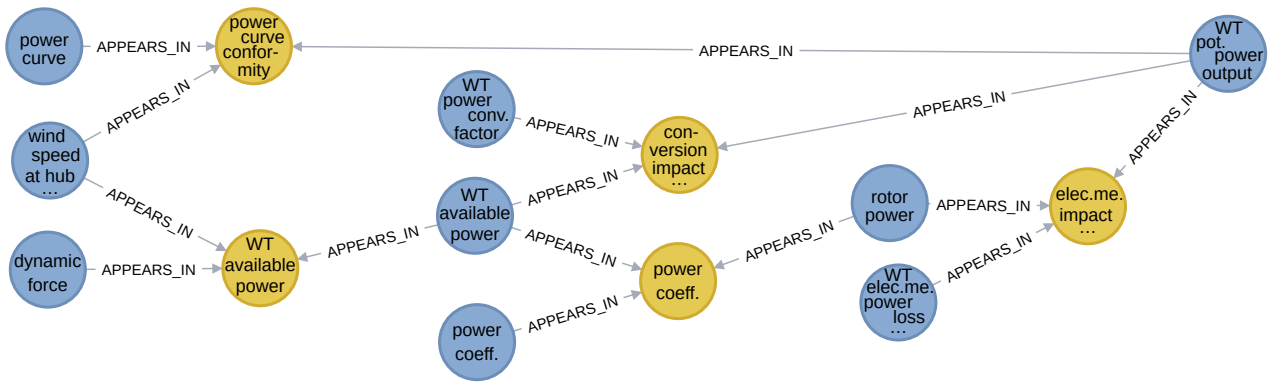 power
curve
APPEARS_IN
power
curve
confor-
mity
APPEARS_IN
WT
pot.
power
output
APPEARS_IN
WT
power
conv.
factor
APPEARS_IN
con-
version
impact
...
APPEARS_IN
APPEARS_IN
wind
speed
at hub
...
APPEARS_IN
APPEARS_IN
WT
available
power
APPEARS_IN
rotor
power
APPEARS_IN
elec.me.
impact
...
dynamic
force
APPEARS_IN
WT
available
power
APPEARS_IN
APPEARS_IN
power
coeff.
APPEARS_IN
WT
elec.me.
power
loss
...
APPEARS_IN
power
coeff.
APPEARS_IN